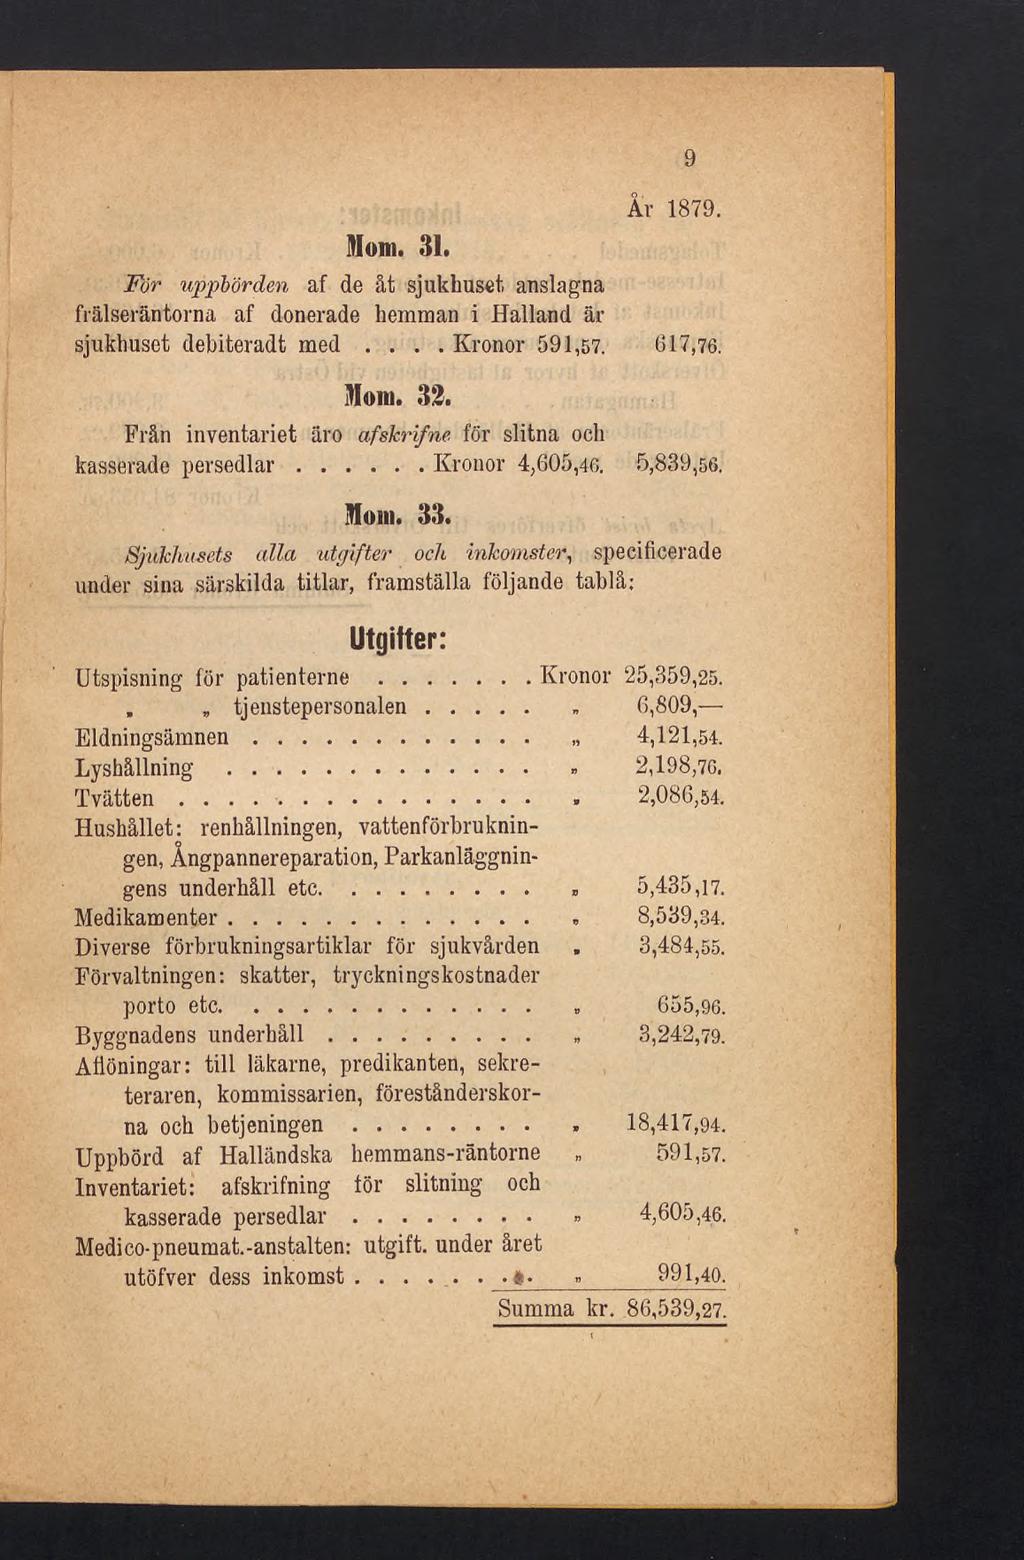 9
År 1879.
Mom. 31.
För uppbörden af de åt sjukhuset anslagna
frälseräntorna af donerade hemman i Halland är
sjukhuset debiteradt med . . . . Kronor 591,57. 617,76.
Mom. 32.
Från inventariet äro afskrifne för slitna och
kasserade persedlar . . . . . . Kronor 4,605,46. 5,839,56.
Mom. 33.
Sjukhusets alla utgifter och inkomster, specificerade
under sina särskilda titlar, framställa följande tablå:
Utgifter:
Utspisning för patienterne . . . . . . . Kronor 25,359,25.
„ „ tjenstepersonalen . . . . . „ 6,809,—
Eldningsämnen . . . . . . . . . . . . „ 4,121,54.
Lyshållning . . . . . . . . . . . . . „ 2,198,76.
Tvätten . . . . . . . . . . . . . . . „ 2,086,54.
Hushållet: renhållningen, vattenförbruknin-
gen, Ångpannereparation, Parkanläggnin-
gens underhåll etc. . . . . . . . . „ 5,435,17.
Medikamenter . . . . . . . . . . . . . „ 8,539,34.
Diverse förbrukningsartiklar för sjukvården „ 3,484,55.
Förvaltningen: skatter, tryckningskostnader
porto etc. . . . . . . . . . . . . „ 655,96.
Byggnadens underhåll . . . . . . . . . „ 3,242,79.
Aflöningar: till läkarne, predikanten, sekre-
teraren, kommissarien, föreståndersko­r-
na och betjeningen . . . . . . . . „ 18,417,94.
Uppbörd af Halländska hemmans-räntorne „ 591,57.
Inventariet: afskrifning för slitning och
kasserade persedlar . . . . . . . . „ 4,605,46.
Medico-pneumat.-anstalten: utgift. under året
utöfver dess inkomst . . . . . . . . „ 991,40.
Summa kr. 86,539,27.